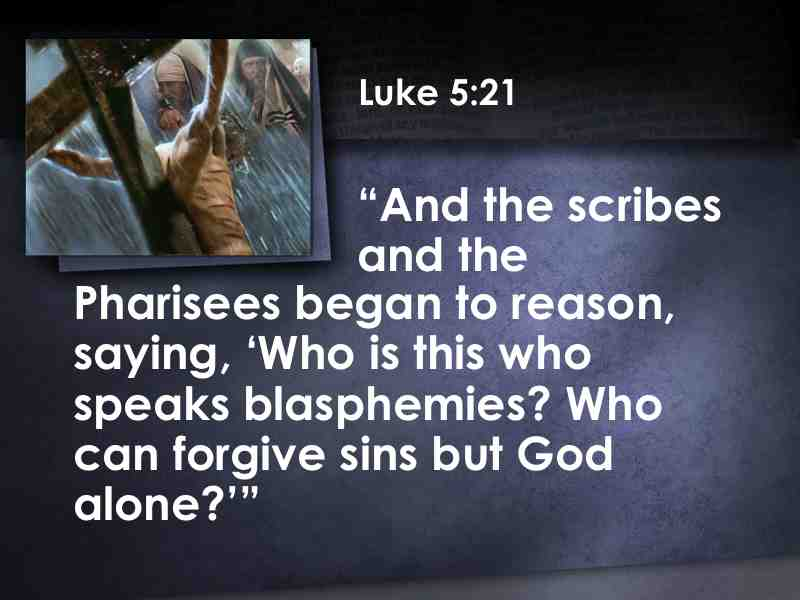 Luke 5:21
“And the scribes
and the
Pharisees began to reason,
saying, ‘Who is this who
speaks blasphemies? Who
can forgive sins but God
alone?’”